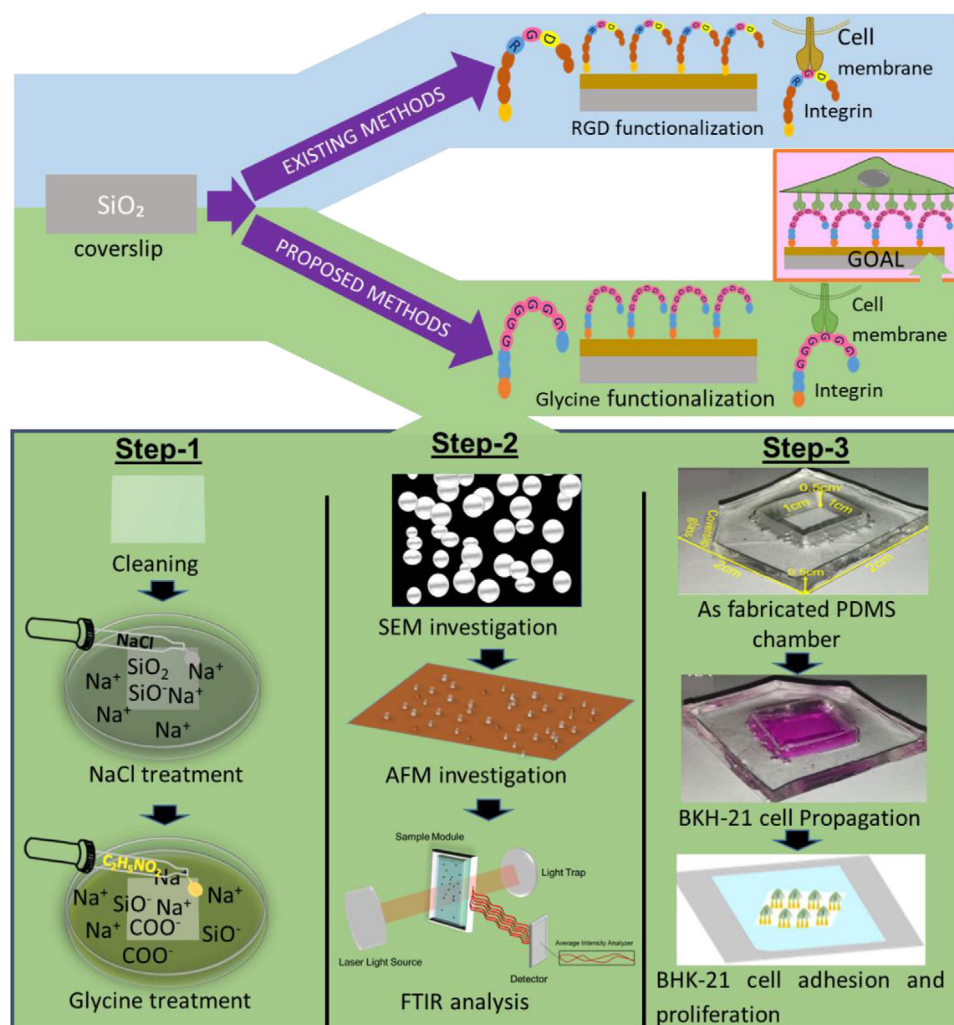 R G D
R G D R G D R G D R G D
Cell
membrane
R G D
Integrin
EXISTING METHODS
RGD functionalization
SiO₂
coverslip
GOAL
PROPOSED METHODS
G G G G G G G
Cell
membrane
Glycine functionalization
Integrin
Step-1
Cleaning
NaCl
SiO₂
Na⁺
Na⁺
SiO⁻
Na⁺
Na⁺
Na⁺
NaCl treatment
C₂H₅NO₂
Na⁺
Na⁺
Na⁺
SiO⁻
Na⁺
Na⁺
COO⁻
SiO⁻
COO⁻
Glycine treatment
Step-2
SEM investigation
AFM investigation
Sample Module
Light Trap
Average Intensity Analyzer
Laser Light Source
Detector
FTIR analysis
Step-3
0.5cm
1cm
1cm
Coverslip
glass
2cm
0.5cm
2cm
As fabricated PDMS
chamber
BKH-21 cell Propagation
BHK-21 cell adhesion and
proliferation